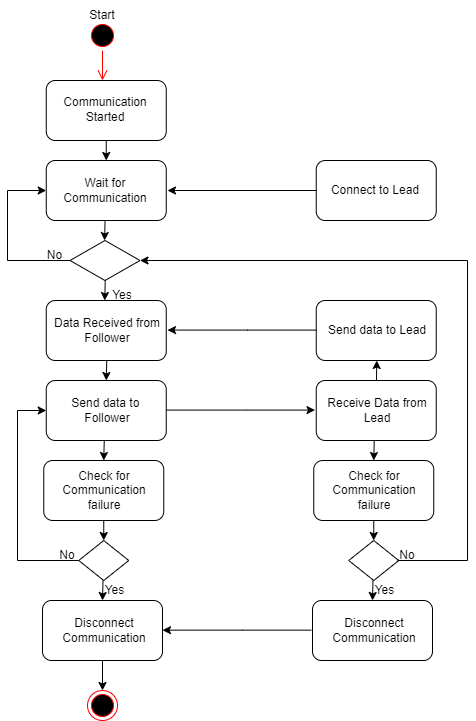 Start
Communication
Started
Wait for
Communication
Connect to Lead
No
Yes
Data Received from
Follower
Send data to Lead
Send data to
Follower
Receive Data from
Lead
Check for
Communication
failure
Check for
Communication
failure
No
No
Yes
Yes
Disconnect
Communication
Disconnect
Communication